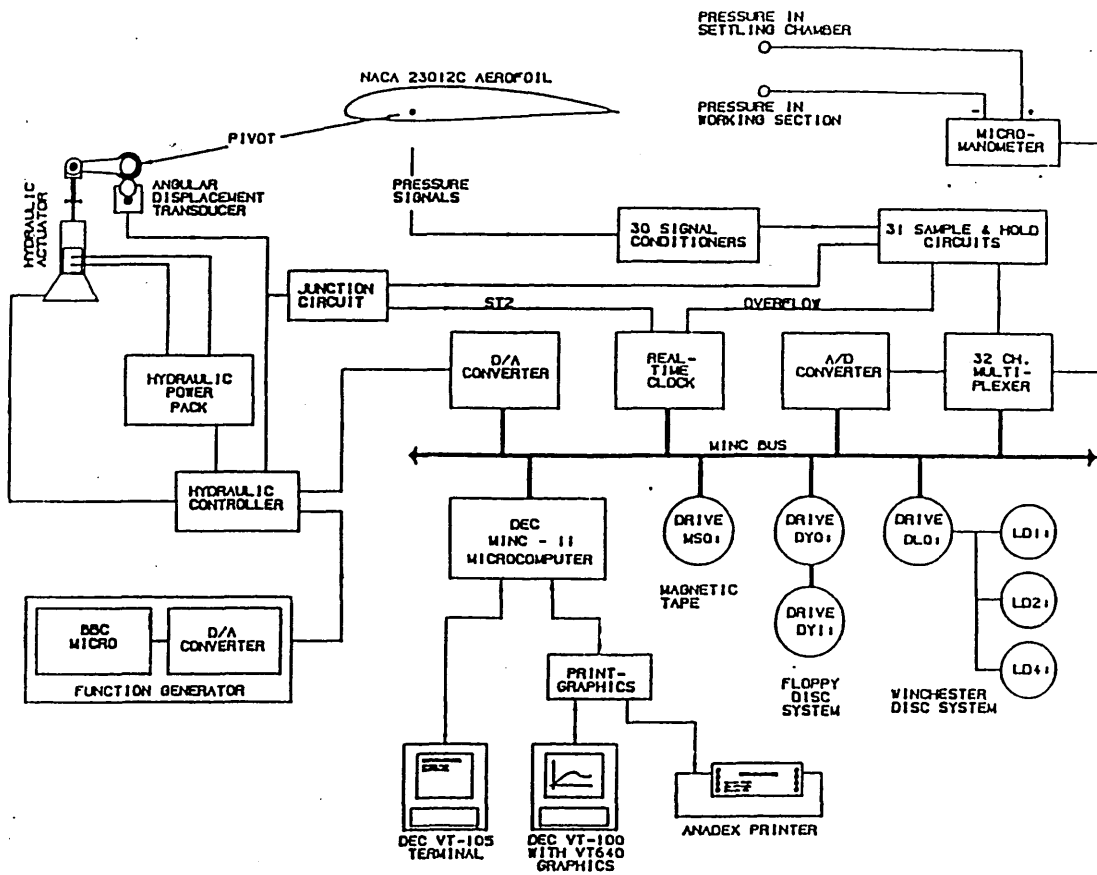 PRESSURE IN
SETTLING CHAMBER
NACA 23012C AEROFOIL
PRESSURE IN
WORKING SECTION
-
+
MICRO-
MANOMETER
PIVOT
ANGULAR
DISPLACEMENT
TRANSDUCER
HYDRAULIC
ACTUATOR
PRESSURE
SIGNALS
30 SIGNAL
CONDITIONERS
31 SAMPLE & HOLD
CIRCUITS
JUNCTION
CIRCUIT
ST2
OVERFLOW
D/A
CONVERTER
REAL-
TIME
CLOCK
A/D
CONVERTER
32 CH.
MULTI-
PLEXER
HYDRAULIC
POWER
PACK
MINC BUS
HYDRAULIC
CONTROLLER
DEC
MINC - 11
MICROCOMPUTER
DRIVE
MS0:
DRIVE
DY0:
DRIVE
DL0:
LD1:
MAGNETIC
TAPE
DRIVE
DY1:
LD2:
BBC
MICRO
D/A
CONVERTER
FUNCTION GENERATOR
PRINT-
GRAPHICS
FLOPPY
DISC
SYSTEM
LD4:
WINCHESTER
DISC SYSTEM
DEC VT-105
TERMINAL
DEC VT-100
WITH VT640
GRAPHICS
ANADEX PRINTER